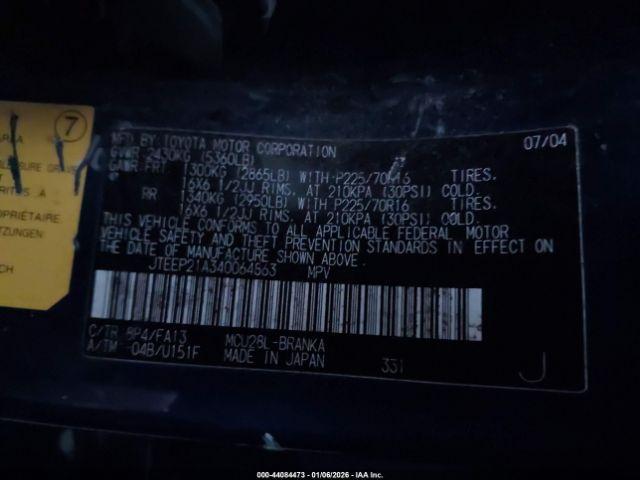 7
MFD.BY:TOYOTA MOTOR CORPORATION 07/04
GVWR 2430KG (5360LB)
GAWR FRT 1300KG (2865LB) WITH P225/70R16 TIRES.
16X6 1/2JJ RIMS. AT 210KPA (30PSI) COLD.
RR 1340KG (2950LB) WITH P225/70R16 TIRES.
16X6 1/2JJ RIMS. AT 210KPA (30PSI) COLD.
THIS VEHICLE CONFORMS TO ALL APPLICABLE FEDERAL MOTOR
VEHICLE SAFETY AND THEFT PREVENTION STANDARDS IN EFFECT ON
THE DATE OF MANUFACTURE SHOWN ABOVE.
JTEEP21A340064563 MPV
C/TR 8P4/FA13 MCU28L-BRANKA
A/TM -04B/U151F MADE IN JAPAN 331 J
PROPIÉTAIRE
000-44084473 - 01/06/2026 - IAA Inc.